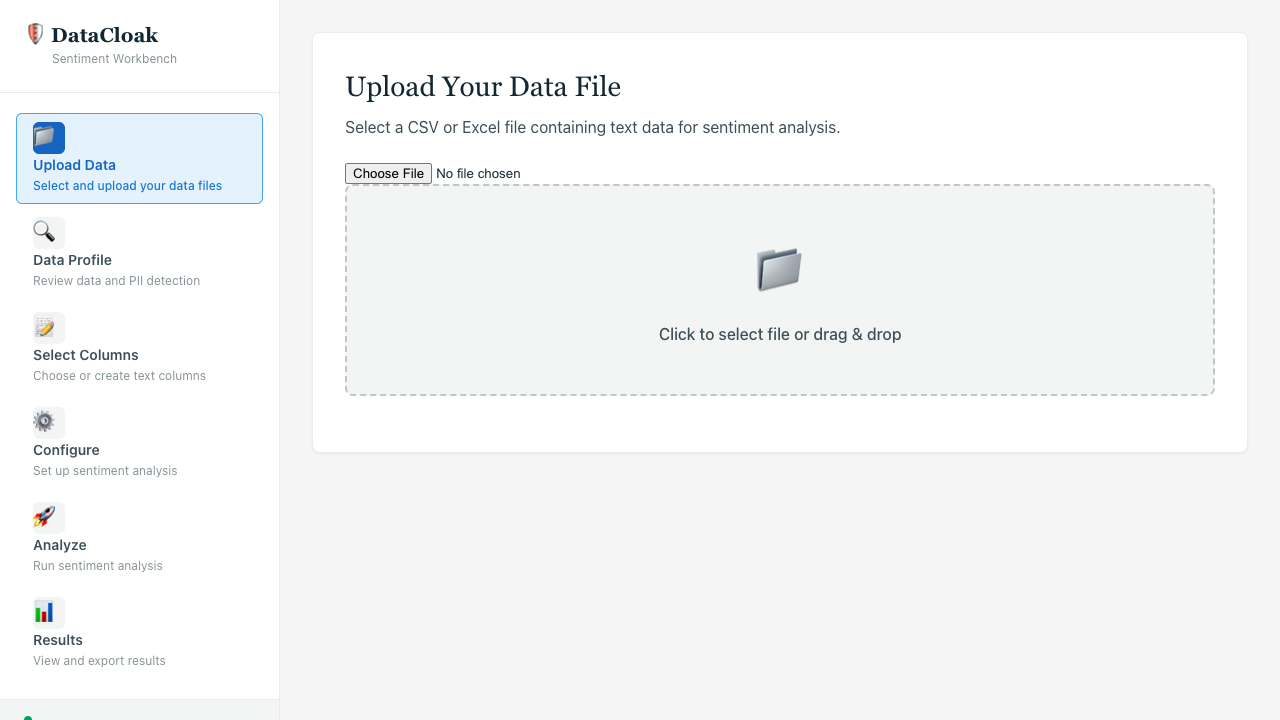 DataCloak
Sentiment Workbench
Upload Data
Select and upload your data files
Data Profile
Review data and PII detection
Select Columns
Choose or create text columns
Configure
Set up sentiment analysis
Analyze
Run sentiment analysis
Results
View and export results
Upload Your Data File
Select a CSV or Excel file containing text data for sentiment analysis.
Choose File No file chosen
Click to select file or drag & drop